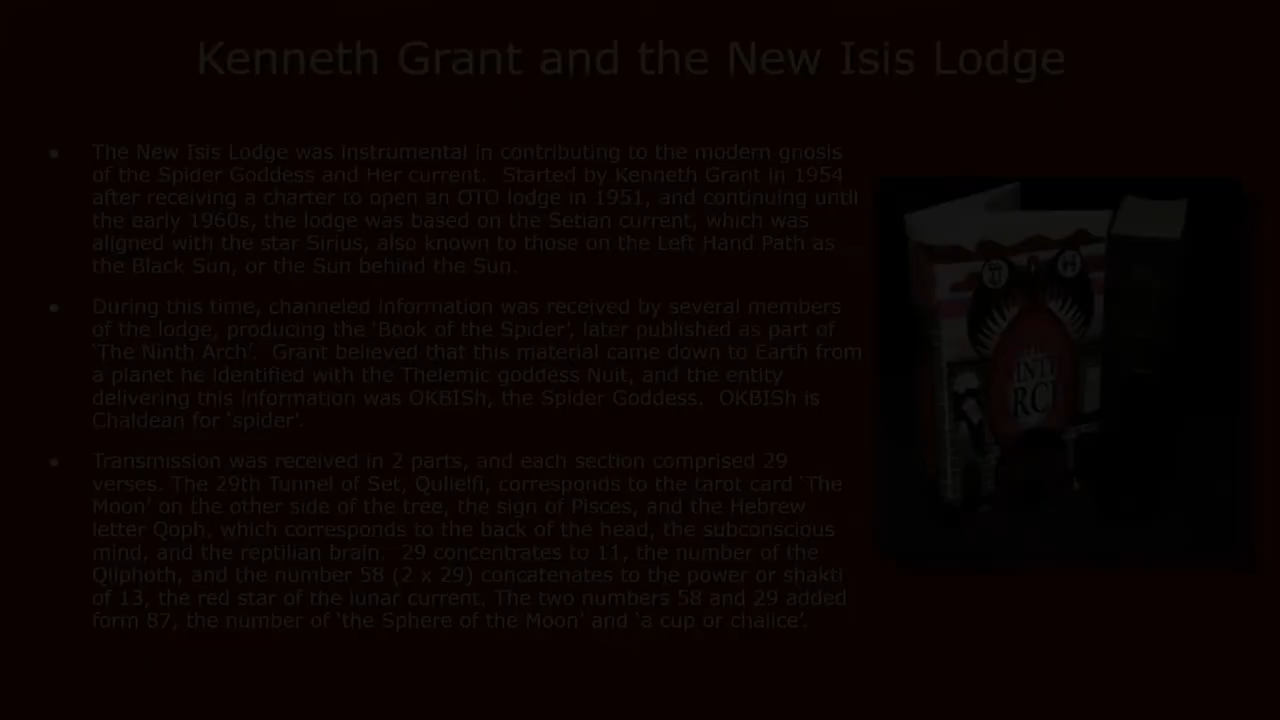 Kenneth Grant and the New Isis Lodge
• The New Isis Lodge was instrumental in contributing to the modern gnosis
of the Spider Goddess and Her current.  Started by Kenneth Grant in 1954
after receiving a charter to open an OTO lodge in 1951, and continuing until
the early 1960s, the lodge was based on the Setian current, which was
aligned with the star Sirius, also known to those on the Left Hand Path as
the Black Sun, or the Sun behind the Sun.
• During this time, channeled information was received by several members
of the lodge, producing the ‘Book of the Spider’, later published as part of
‘The Ninth Arch’.  Grant believed that this material came down to Earth from
a planet he identified with the Thelemic goddess Nuit, and the entity
delivering this information was OKBISh, the Spider Goddess.  OKBISh is
Chaldean for ‘spider’.
• Transmission was received in 2 parts, and each section comprised 29
verses. The 29th Tunnel of Set, Qulielfi, corresponds to the tarot card ‘The
Moon’ on the other side of the tree, the sign of Pisces, and the Hebrew
letter Qoph, which corresponds to the back of the head, the subconscious
mind, and the reptilian brain.  29 concentrates to 11, the number of the
Qliphoth, and the number 58 (2 x 29) concatenates to the power or shakti
of 13, the red star of the lunar current. The two numbers 58 and 29 added
form 87, the number of ‘the Sphere of the Moon’ and ‘a cup or chalice’.